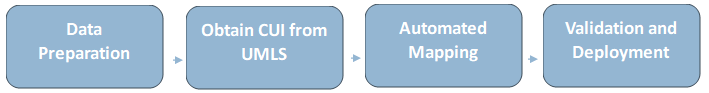 Data
Preparation
Obtain CUI from
UMLS
Automated
Mapping
Validation and
Deployment